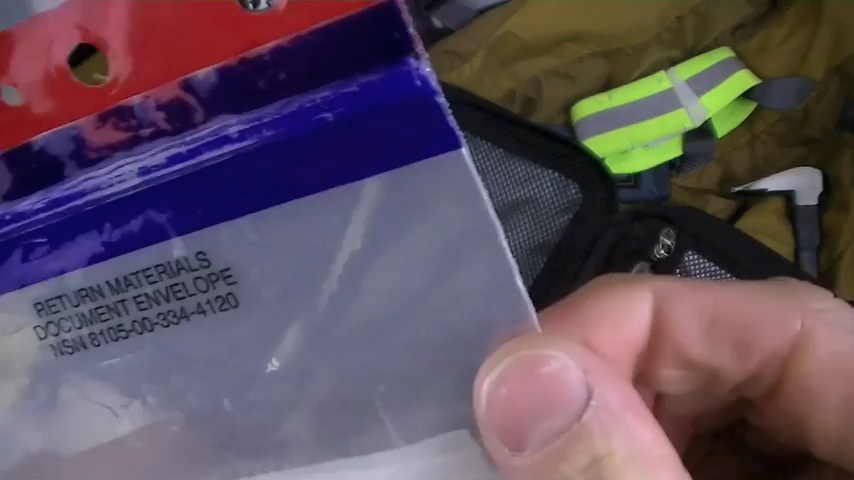 RETURN MATERIALS
DOCUMENT ENVELOPE
NSN 8105-00-334-4120